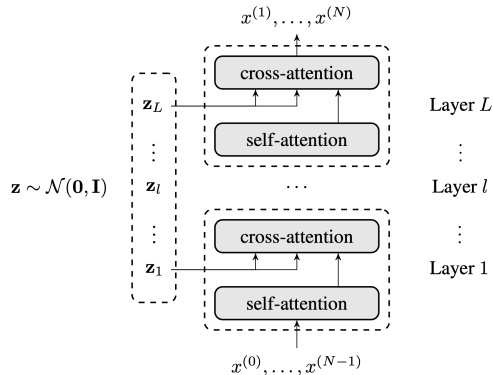 x^{(1)}, ..., x^{(N)}
cross-attention
z_L
Layer L
self-attention
⋮ ⋮
z ∼ 𝒩(0, I)
z_l
...
Layer l
⋮ ⋮
cross-attention
z_1
Layer 1
self-attention
x^{(0)}, ..., x^{(N−1)}